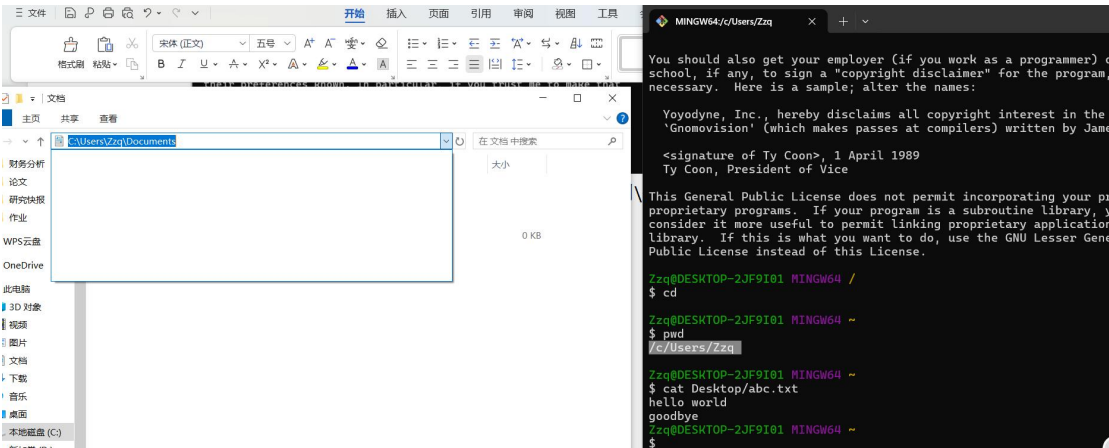 三 文件
开始 插入 页面 引用 审阅 视图 工具
格式刷 粘贴 宋体 (正文) 五号 A⁺ A⁻
B I U A X² A A A
文档
主页 共享 查看
C:\Users\Zzq\Documents
在 文档 中搜索
大小
财务分析
论文
研究快报
作业
0 KB
WPS云盘
OneDrive
此电脑
3D 对象
视频
图片
文档
下载
音乐
桌面
本地磁盘 (C:)
MINGW64:/c/Users/Zzq
You should also get your employer (if you work as a programmer)
school, if any, to sign a "copyright disclaimer" for the program,
necessary. Here is a sample; alter the names:
Yoyodyne, Inc., hereby disclaims all copyright interest in the
`Gnomovision' (which makes passes at compilers) written by Jame
<signature of Ty Coon>, 1 April 1989
Ty Coon, President of Vice
This General Public License does not permit incorporating your pr
proprietary programs. If your program is a subroutine library, y
consider it more useful to permit linking proprietary application
library. If this is what you want to do, use the GNU Lesser Gene
Public License instead of this License.
Zzq@DESKTOP-2JF9I01 MINGW64 /
$ cd
Zzq@DESKTOP-2JF9I01 MINGW64 ~
$ pwd
/c/Users/Zzq
Zzq@DESKTOP-2JF9I01 MINGW64 ~
$ cat Desktop/abc.txt
hello world
goodbye
Zzq@DESKTOP-2JF9I01 MINGW64 ~
$